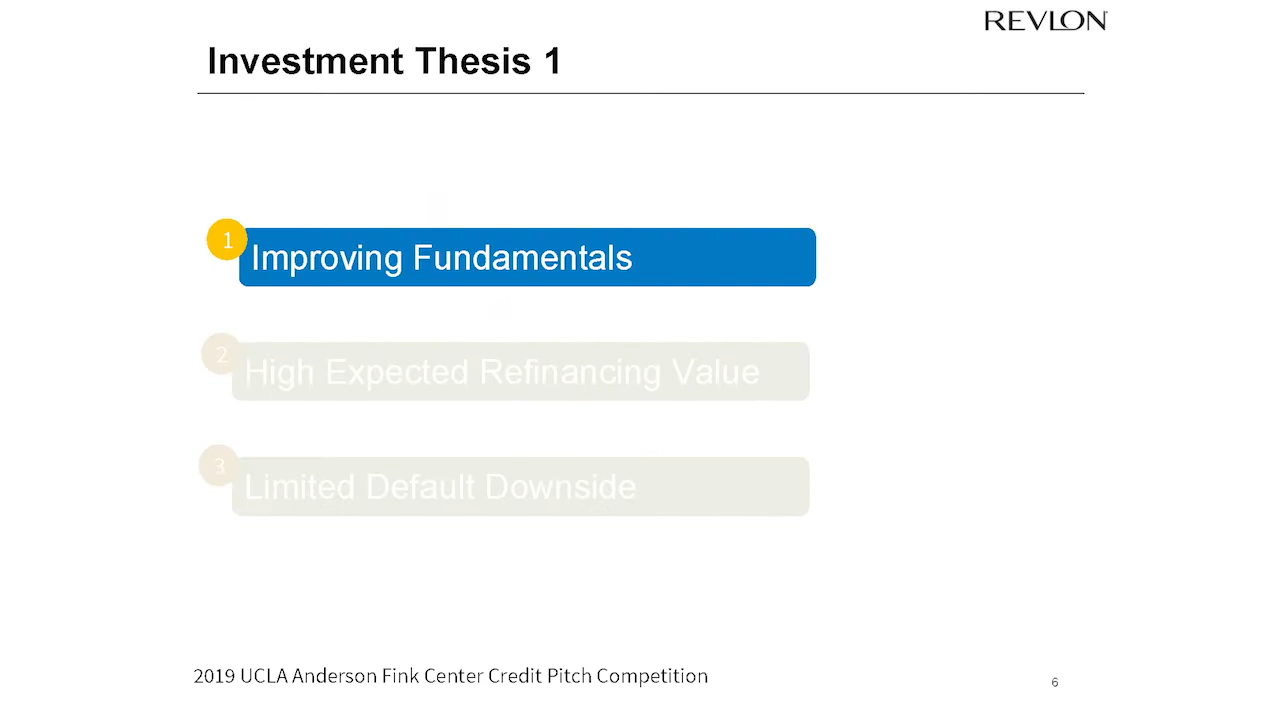 REVLON
Investment Thesis 1
1
Improving Fundamentals
2
High Expected Refinancing Value
3
Limited Default Downside
2019 UCLA Anderson Fink Center Credit Pitch Competition
6